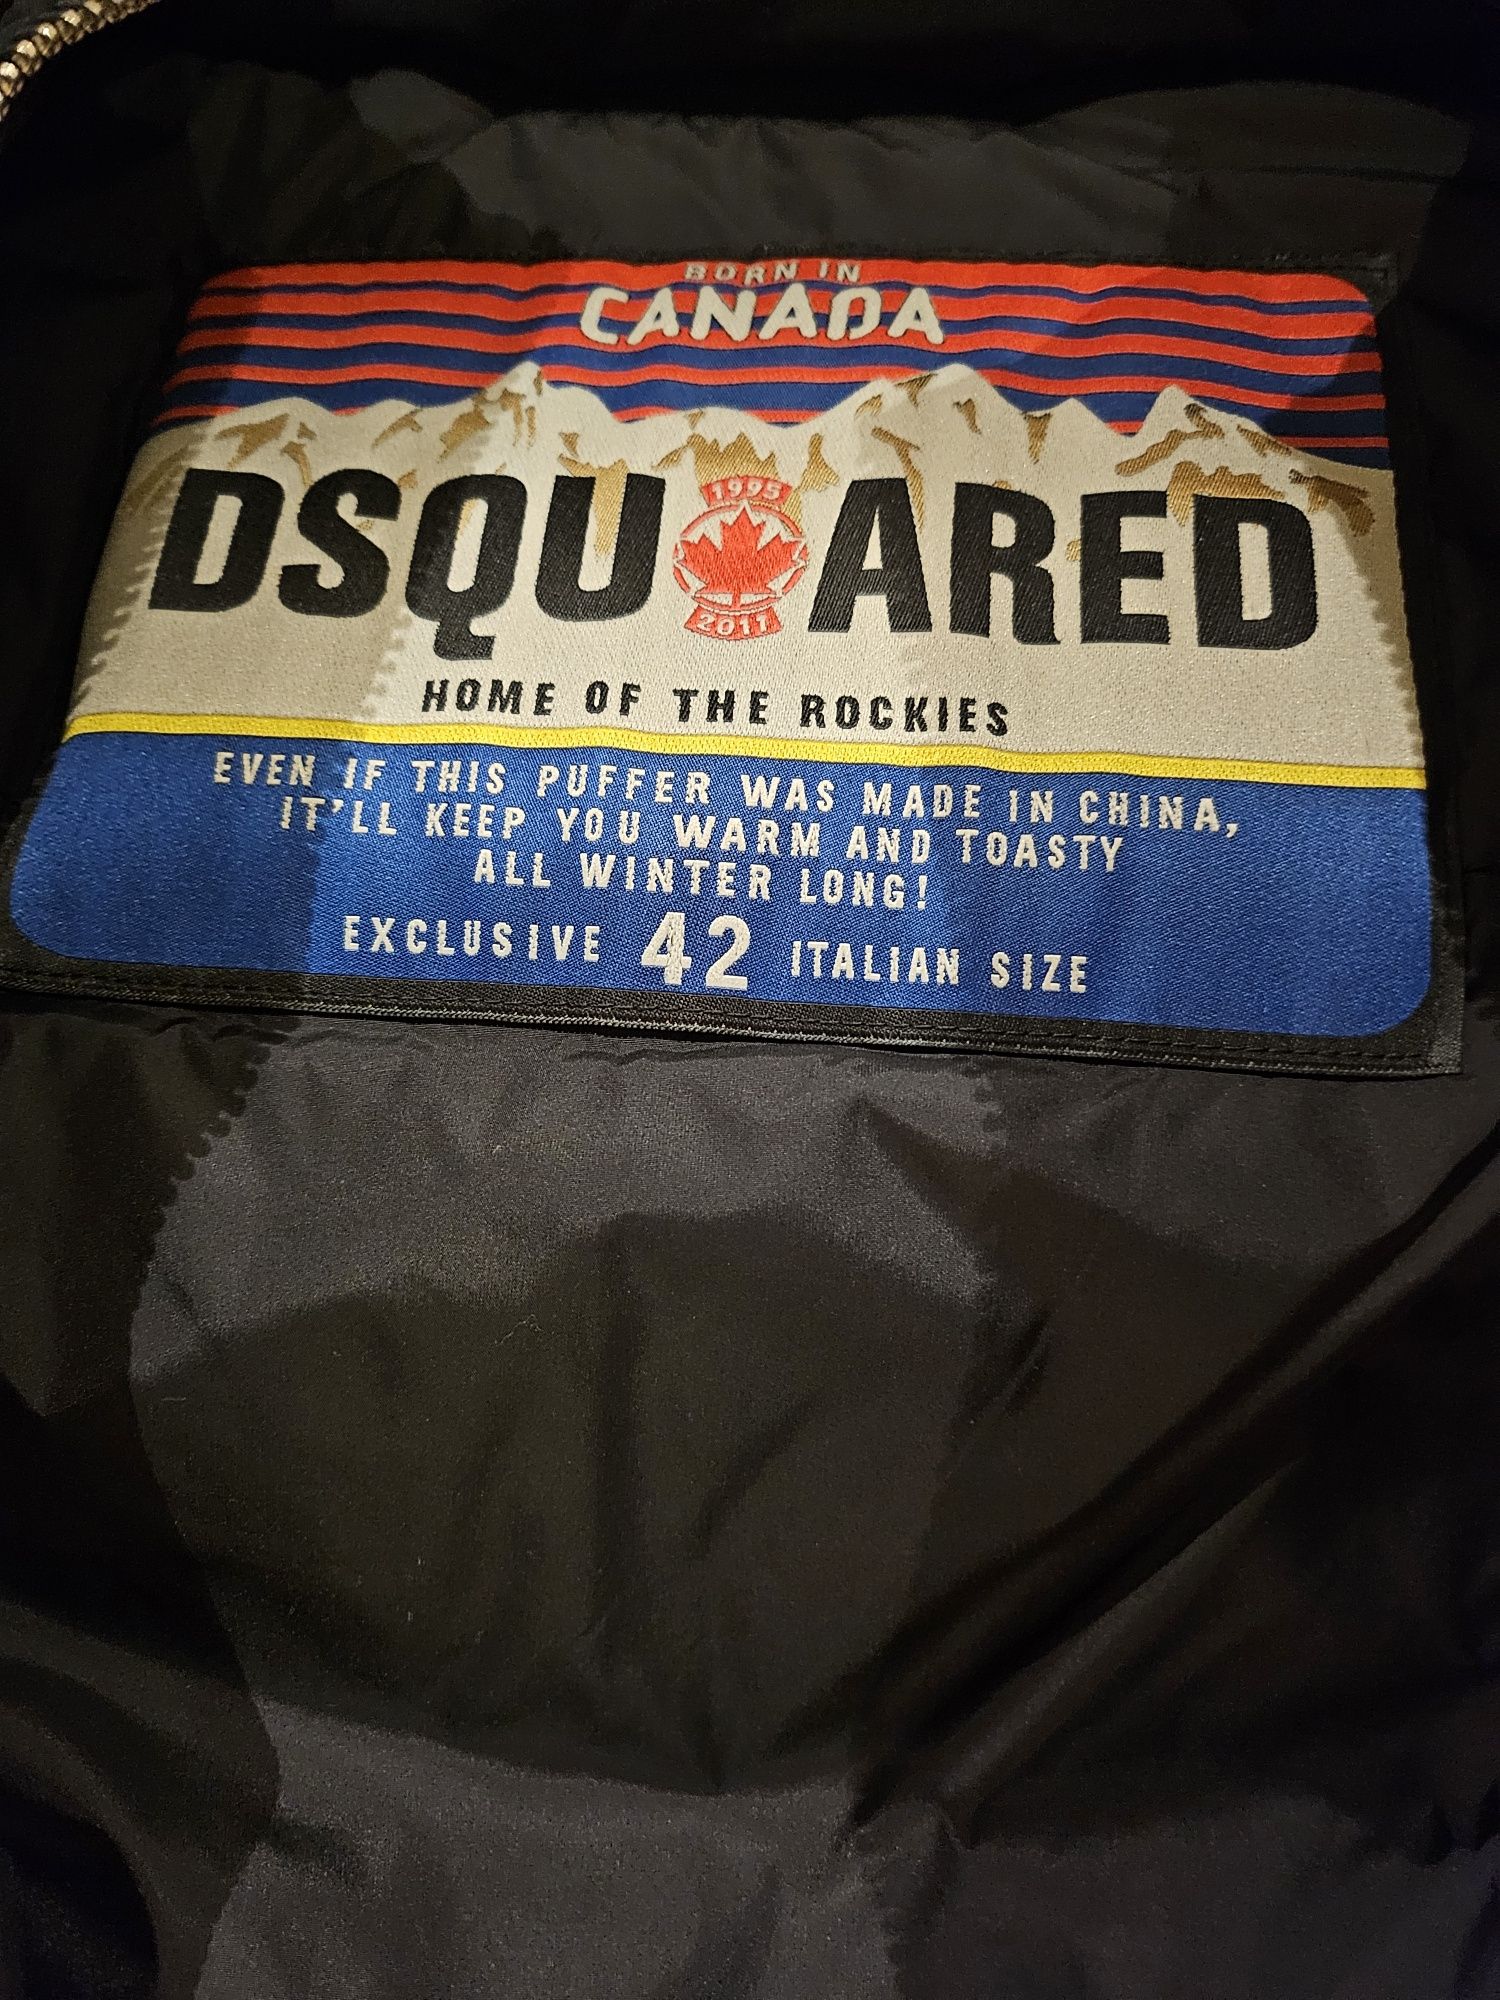 BORN IN
CANADA
1995
DSQU ARED
2011
HOME OF THE ROCKIES
EVEN IF THIS PUFFER WAS MADE IN CHINA,
IT'LL KEEP YOU WARM AND TOASTY
ALL WINTER LONG!
EXCLUSIVE 42 ITALIAN SIZE